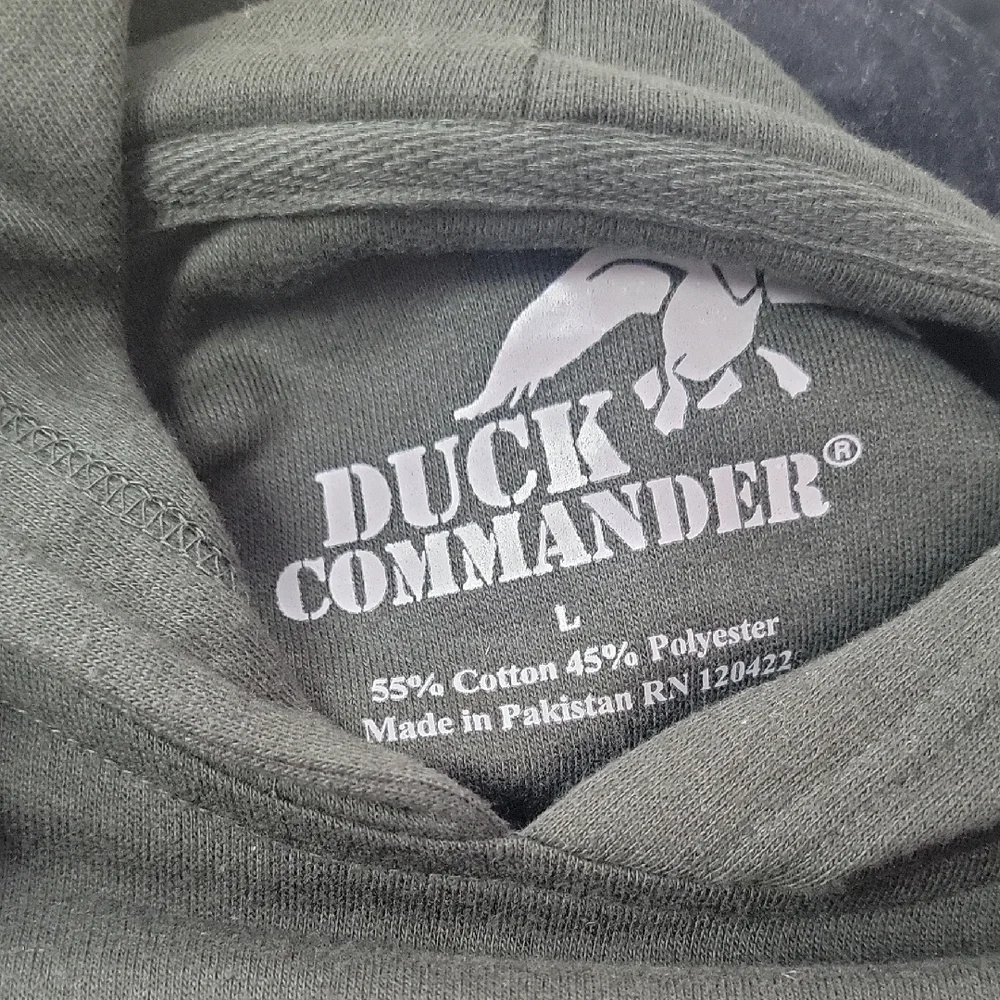 DUCK
COMMANDER®
L
55% Cotton 45% Polyester
Made in Pakistan RN 120422